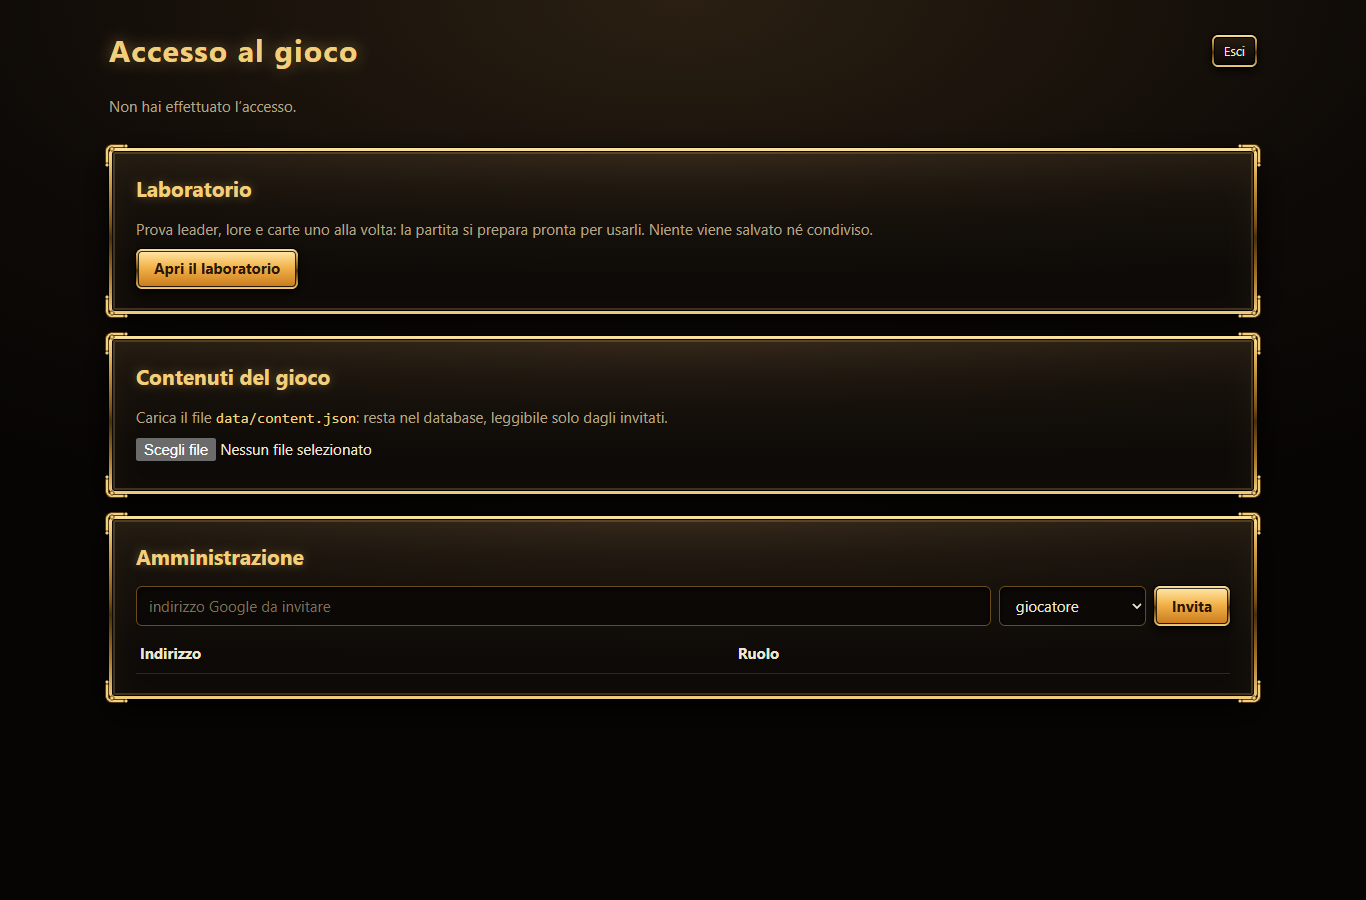 Accesso al gioco
Esci
Non hai effettuato l'accesso.
Laboratorio
Prova leader, lore e carte uno alla volta: la partita si prepara pronta per usarli. Niente viene salvato né condiviso.
Apri il laboratorio
Contenuti del gioco
Carica il file data/content.json: resta nel database, leggibile solo dagli invitati.
Scegli file Nessun file selezionato
Amministrazione
indirizzo Google da invitare
giocatore
Invita
Indirizzo Ruolo